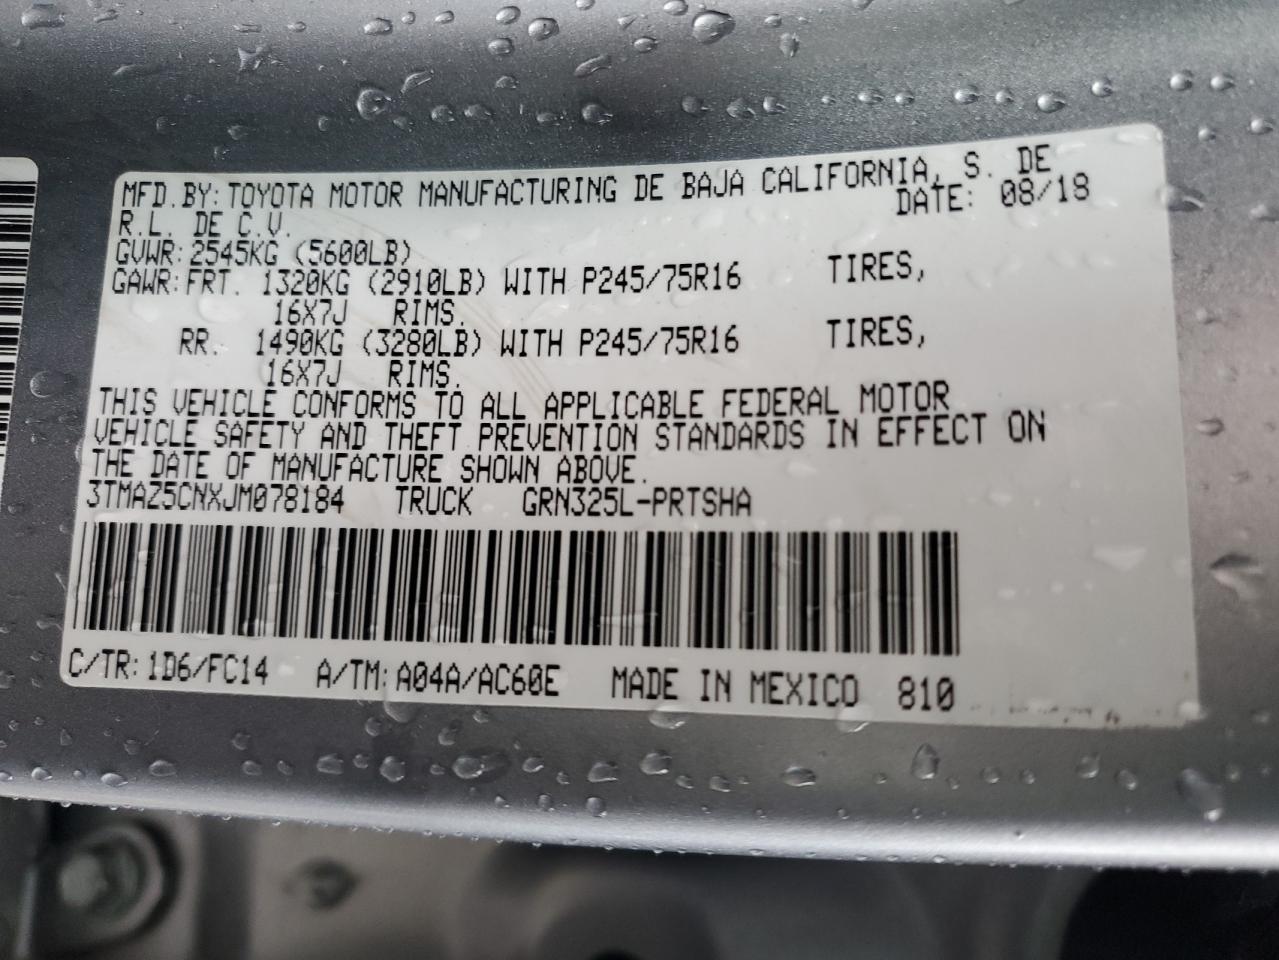 MFD.BY: TOYOTA MOTOR MANUFACTURING DE BAJA CALIFORNIA, S. DE
R.L. DE C.V. DATE: 08/18
GVWR: 2545KG (5600LB)
GAWR: FRT. 1320KG (2910LB) WITH P245/75R16 TIRES,
16X7J RIMS.
RR. 1490KG (3280LB) WITH P245/75R16 TIRES,
16X7J RIMS.
THIS VEHICLE CONFORMS TO ALL APPLICABLE FEDERAL MOTOR
VEHICLE SAFETY AND THEFT PREVENTION STANDARDS IN EFFECT ON
THE DATE OF MANUFACTURE SHOWN ABOVE.
3TMAZ5CNXJM078184 TRUCK GRN325L-PRTSHA
C/TR: 1D6/FC14 A/TM: A04A/AC60E MADE IN MEXICO 810